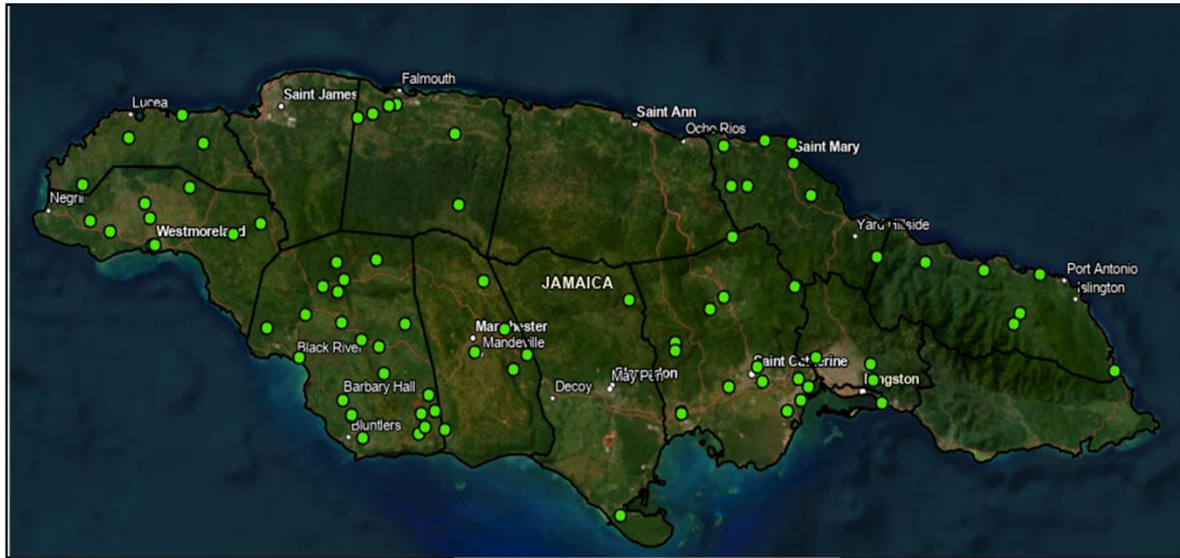 Falmouth
Lucea
Saint James
Saint Ann
Ocho Rios
Saint Mary
Negril
Westmoreland
Yard Hillside
Port Antonio
Islington
JAMAICA
Manchester
Mandeville
Black River
Saint Catherine
May Pen
Barbary Hall
Decoy
Kingston
Bluntlers